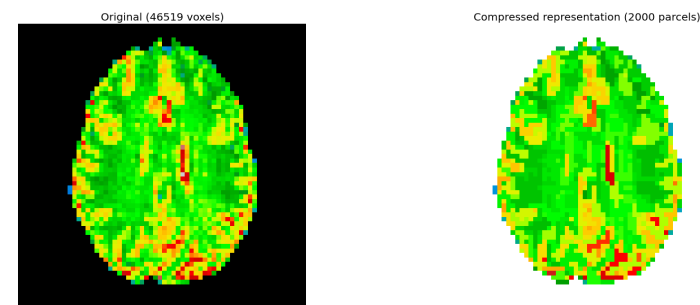 Original (46519 voxels)
Compressed representation (2000 parcels)